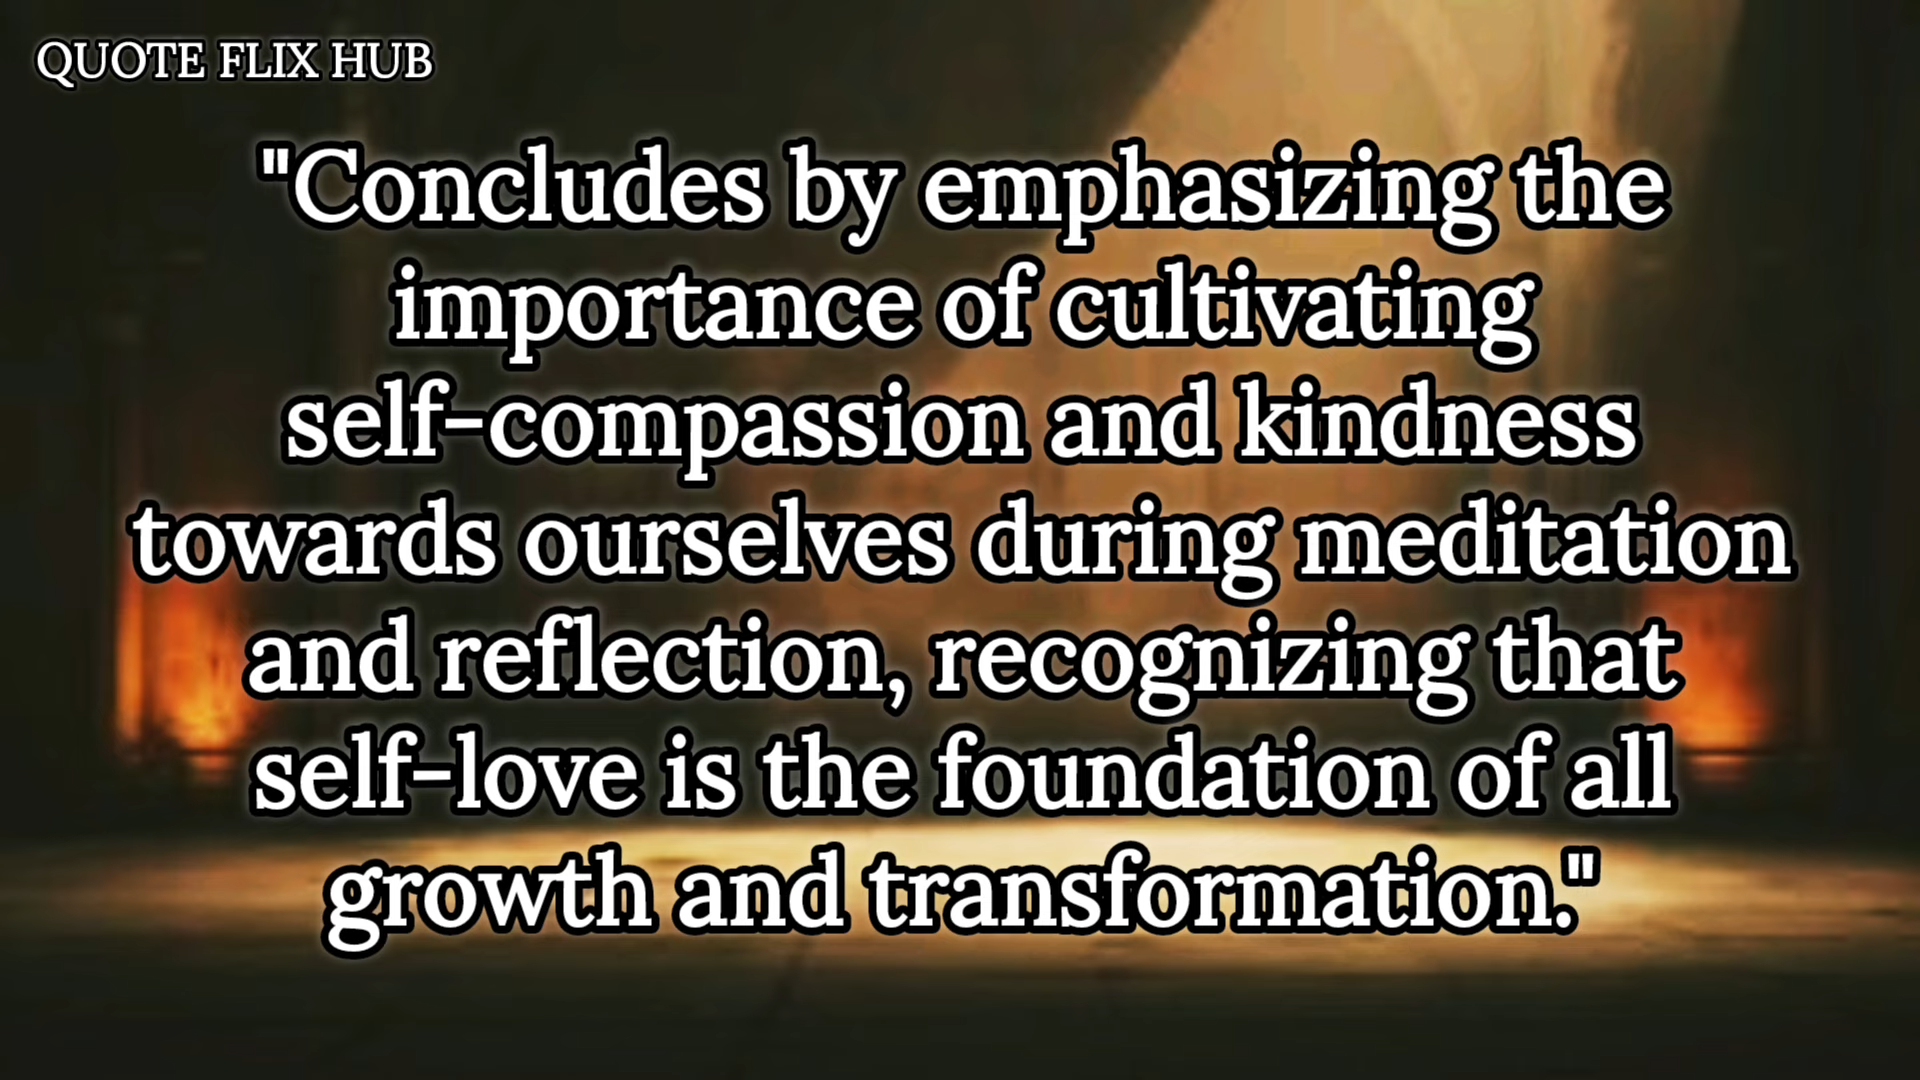 QUOTE FLIX HUB
"Concludes by emphasizing the
importance of cultivating
self-compassion and kindness
towards ourselves during meditation
and reflection, recognizing that
self-love is the foundation of all
growth and transformation."